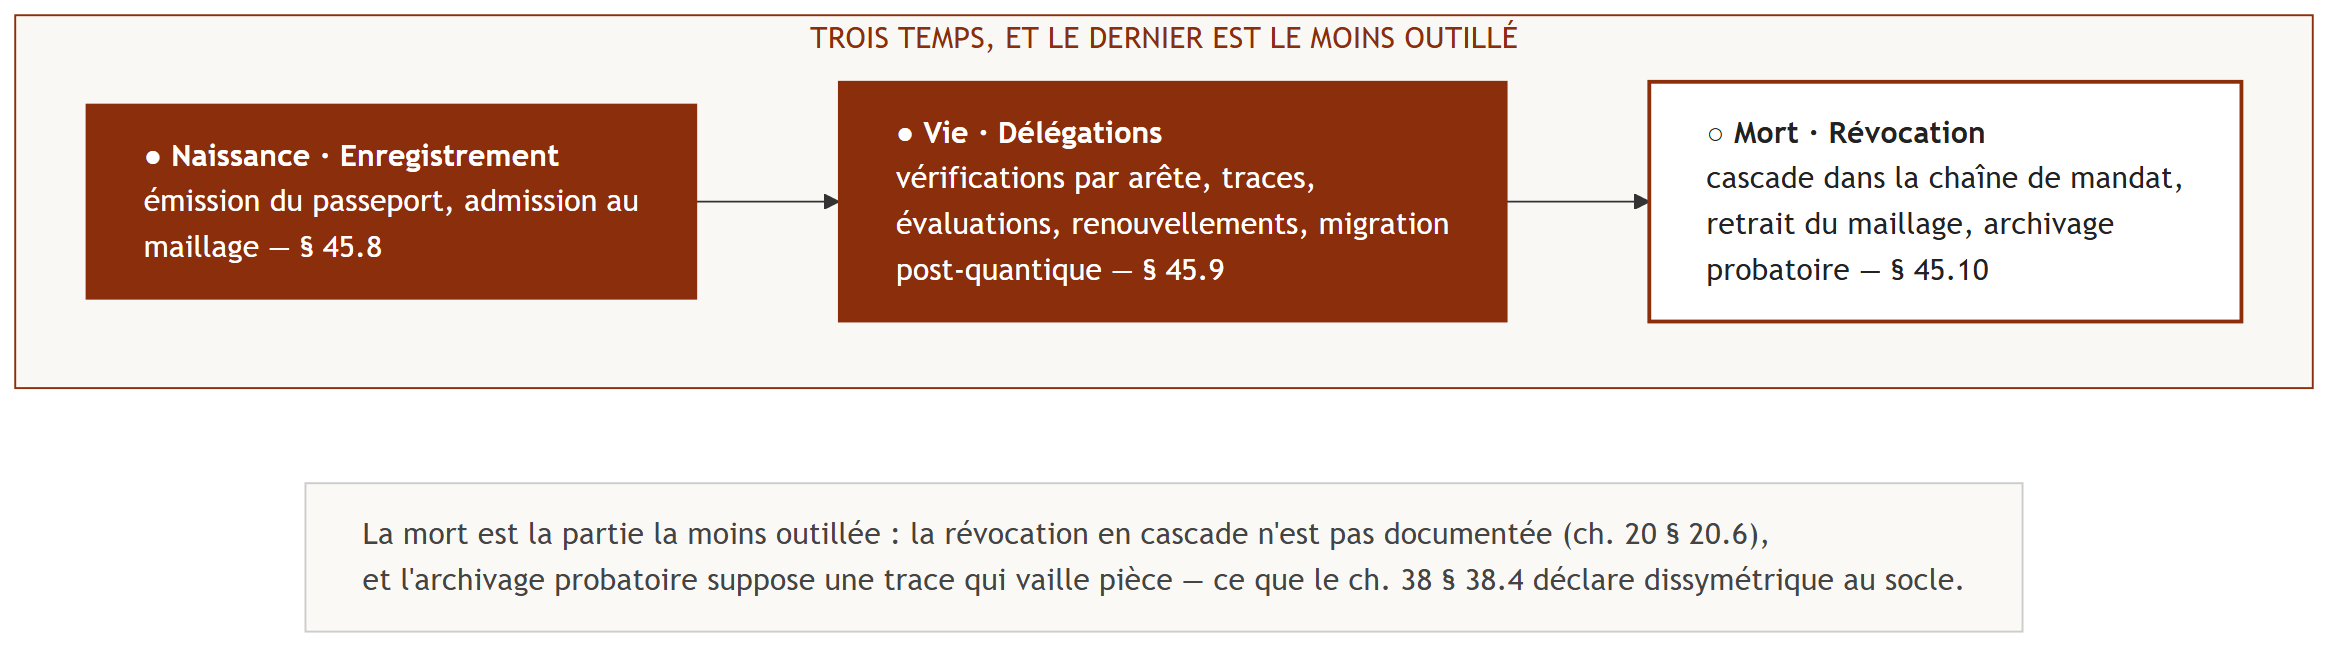 TROIS TEMPS, ET LE DERNIER EST LE MOINS OUTILLÉ
● Naissance · Enregistrement
émission du passeport, admission au
maillage — § 45.8
● Vie · Délégations
vérifications par arête, traces,
évaluations, renouvellements, migration
post-quantique — § 45.9
○ Mort · Révocation
cascade dans la chaîne de mandat,
retrait du maillage, archivage
probatoire — § 45.10
La mort est la partie la moins outillée : la révocation en cascade n'est pas documentée (ch. 20 § 20.6),
et l'archivage probatoire suppose une trace qui vaille pièce — ce que le ch. 38 § 38.4 déclare dissymétrique au socle.